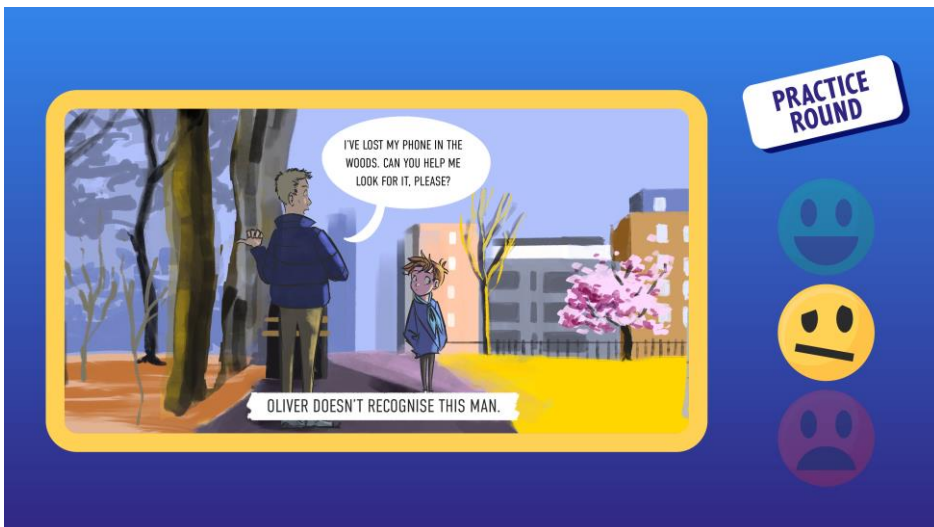 PRACTICE
ROUND
I'VE LOST MY PHONE IN THE
WOODS. CAN YOU HELP ME
LOOK FOR IT, PLEASE?
OLIVER DOESN'T RECOGNISE THIS MAN.